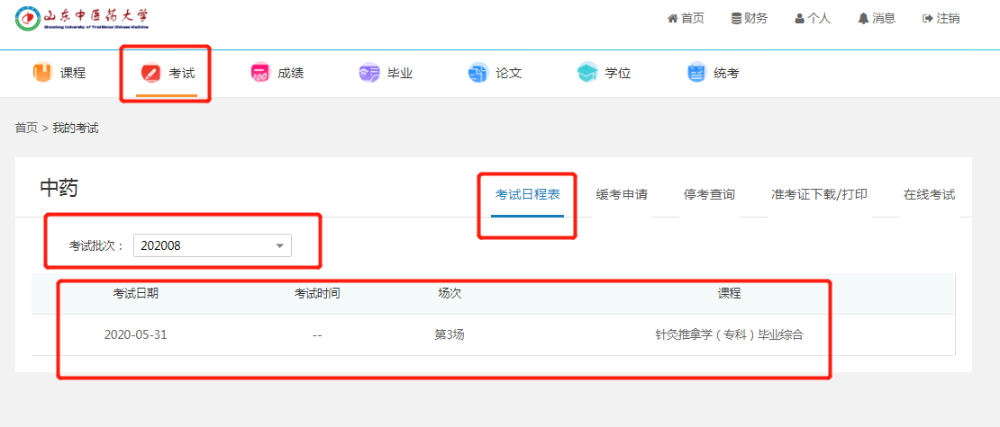 山东中医药大学
Shandong University of Traditional Chinese Medicine
首页 财务 个人 消息 注销
课程 考试 100 成绩 毕业 论文 学位 统考
首页 > 我的考试
中药
考试日程表 缓考申请 停考查询 准考证下载/打印 在线考试
考试批次： 202008
考试日期 考试时间 场次 课程
2020-05-31 -- 第3场 针灸推拿学（专科）毕业综合